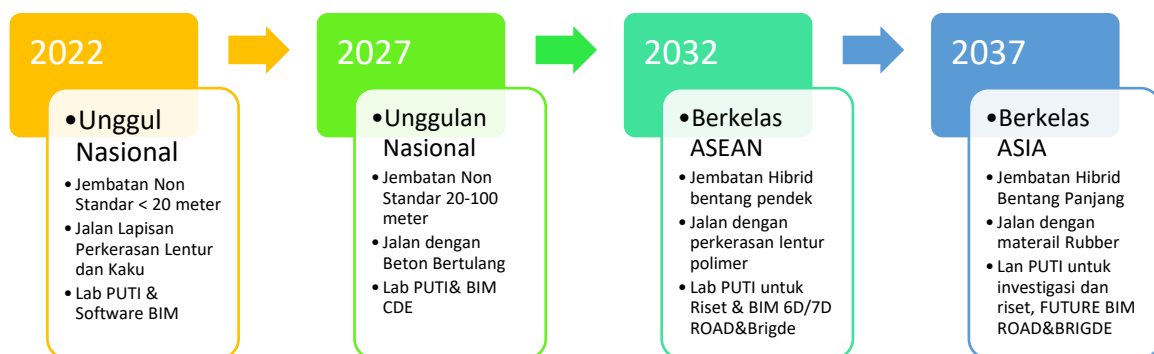 2022
•Unggul
Nasional
• Jembatan Non
Standar < 20 meter
• Jalan Lapisan
Perkerasan Lentur
dan Kaku
• Lab PUTI &
Software BIM
2027
•Unggulan
Nasional
• Jembatan Non
Standar 20-100
meter
• Jalan dengan
Beton Bertulang
• Lab PUTI& BIM
CDE
2032
•Berkelas
ASEAN
• Jembatan Hibrid
bentang pendek
• Jalan dengan
perkerasan lentur
polimer
• Lab PUTI untuk
Riset & BIM 6D/7D
ROAD&Brigde
2037
•Berkelas
ASIA
• Jembatan Hibrid
Bentang Panjang
• Jalan dengan
materail Rubber
• Lan PUTI untuk
investigasi dan
riset, FUTURE BIM
ROAD&BRIGDE